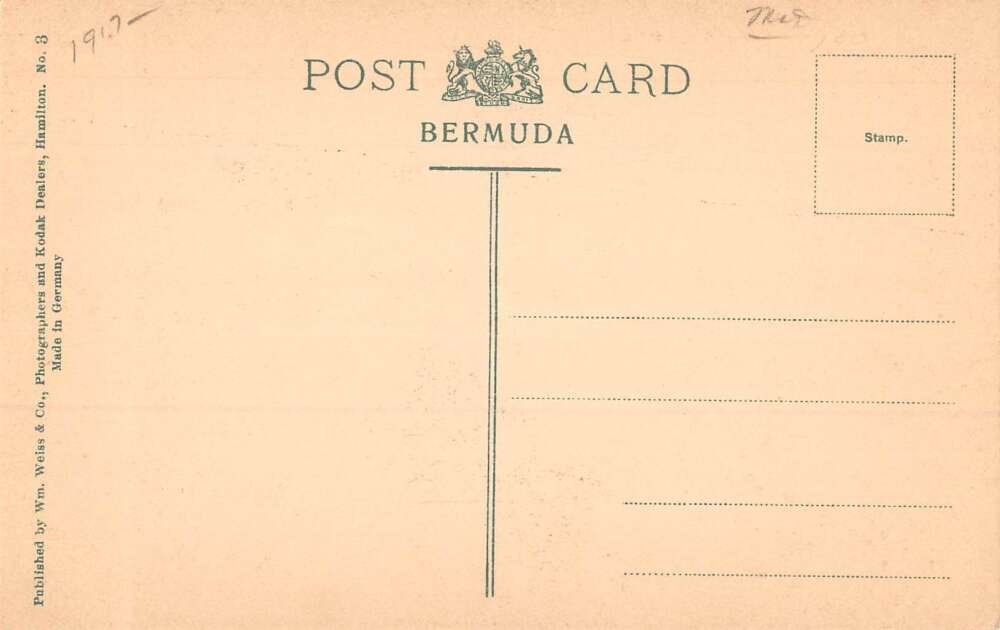 POST CARD
BERMUDA
Stamp.
Published by Wm. Weiss & Co., Photographers and Kodak Dealers, Hamilton. No. 3
Made in Germany